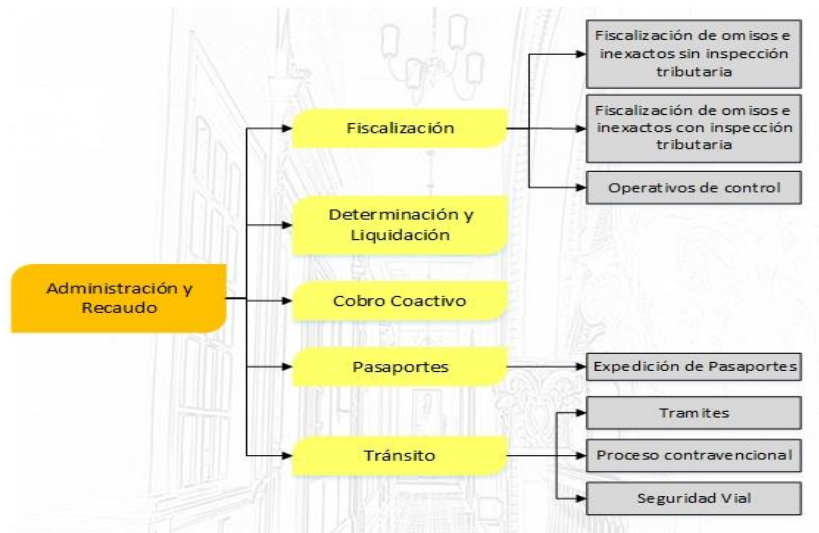 Administración y
Recaudo
Fiscalización
Fiscalización de omisos e
inexactos sin inspección
tributaria
Fiscalización de omisos e
inexactos con inspección
tributaria
Operativos de control
Determinación y
Liquidación
Cobro Coactivo
Pasaportes
Expedición de Pasaportes
Tránsito
Tramites
Proceso contravencional
Seguridad Vial